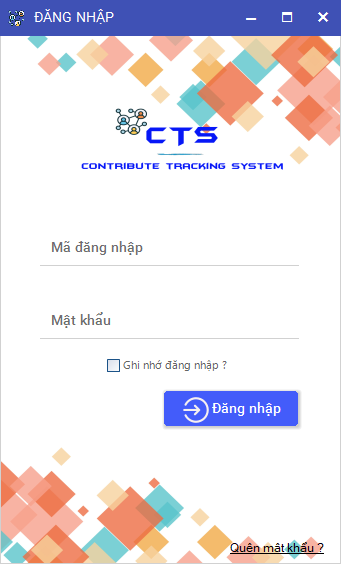 ĐĂNG NHẬP
CTS
CONTRIBUTE TRACKING SYSTEM
Mã đăng nhập
Mật khẩu
Ghi nhớ đăng nhập ?
Đăng nhập
Quên mật khẩu ?